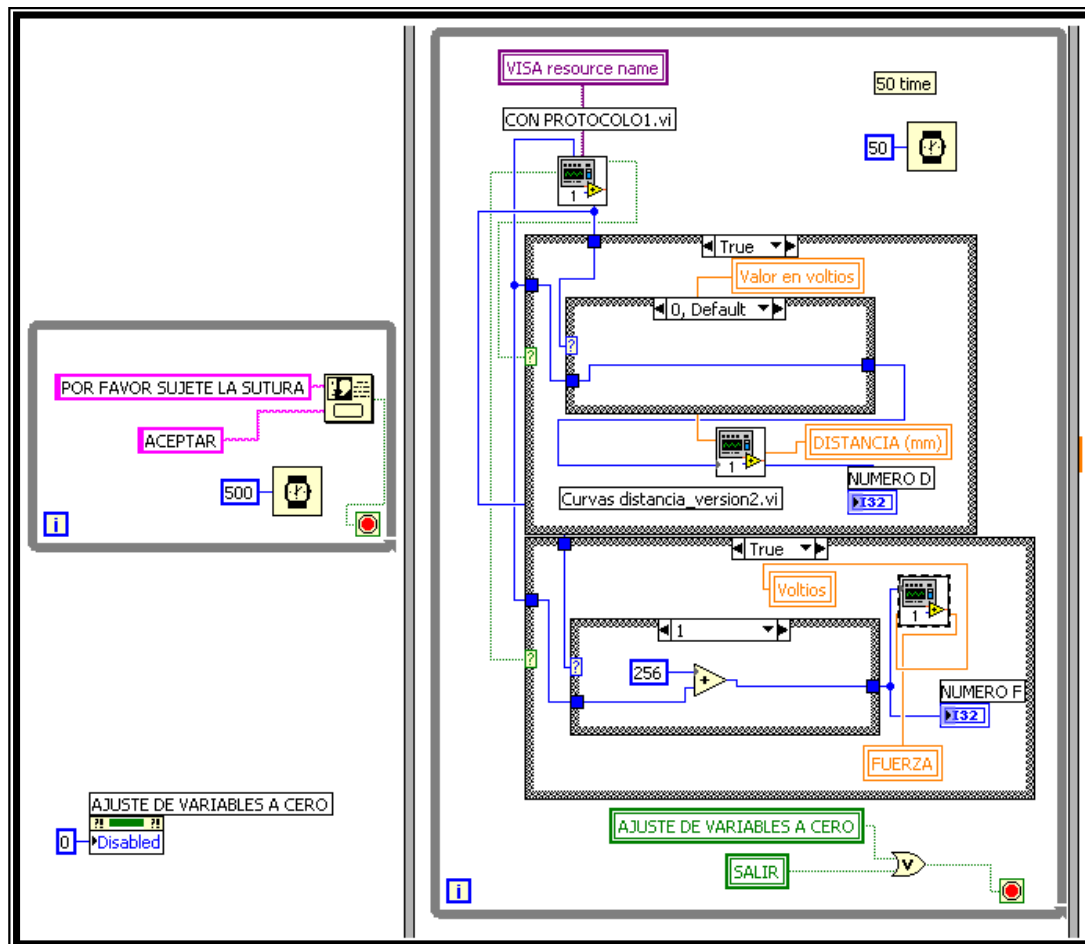 POR FAVOR SUJETE LA SUTURA
ACEPTAR
500
i
AJUSTE DE VARIABLES A CERO
?! ?!
0
Disabled
VISA resource name
50 time
CON PROTOCOLO1.vi
50
1
True
Valor en voltios
0, Default
?
?
1
DISTANCIA (mm)
NUMERO D
I32
Curvas distancia_version2.vi
True
Voltios
1
1
?
?
256
+
NUMERO F
I32
FUERZA
AJUSTE DE VARIABLES A CERO
V
SALIR
i